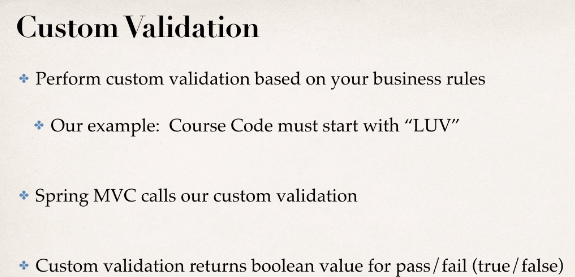 Custom Validation
Perform custom validation based on your business rules
Our example: Course Code must start with “LUV”
Spring MVC calls our custom validation
Custom validation returns boolean value for pass/fail (true/false)